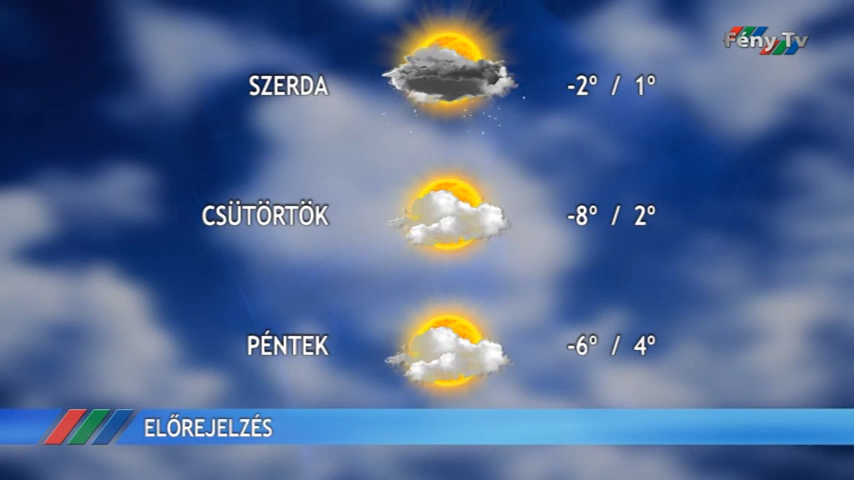 Fény Tv
SZERDA -2° / 1°
CSÜTÖRTÖK -8° / 2°
PÉNTEK -6° / 4°
ELŐREJELZÉS